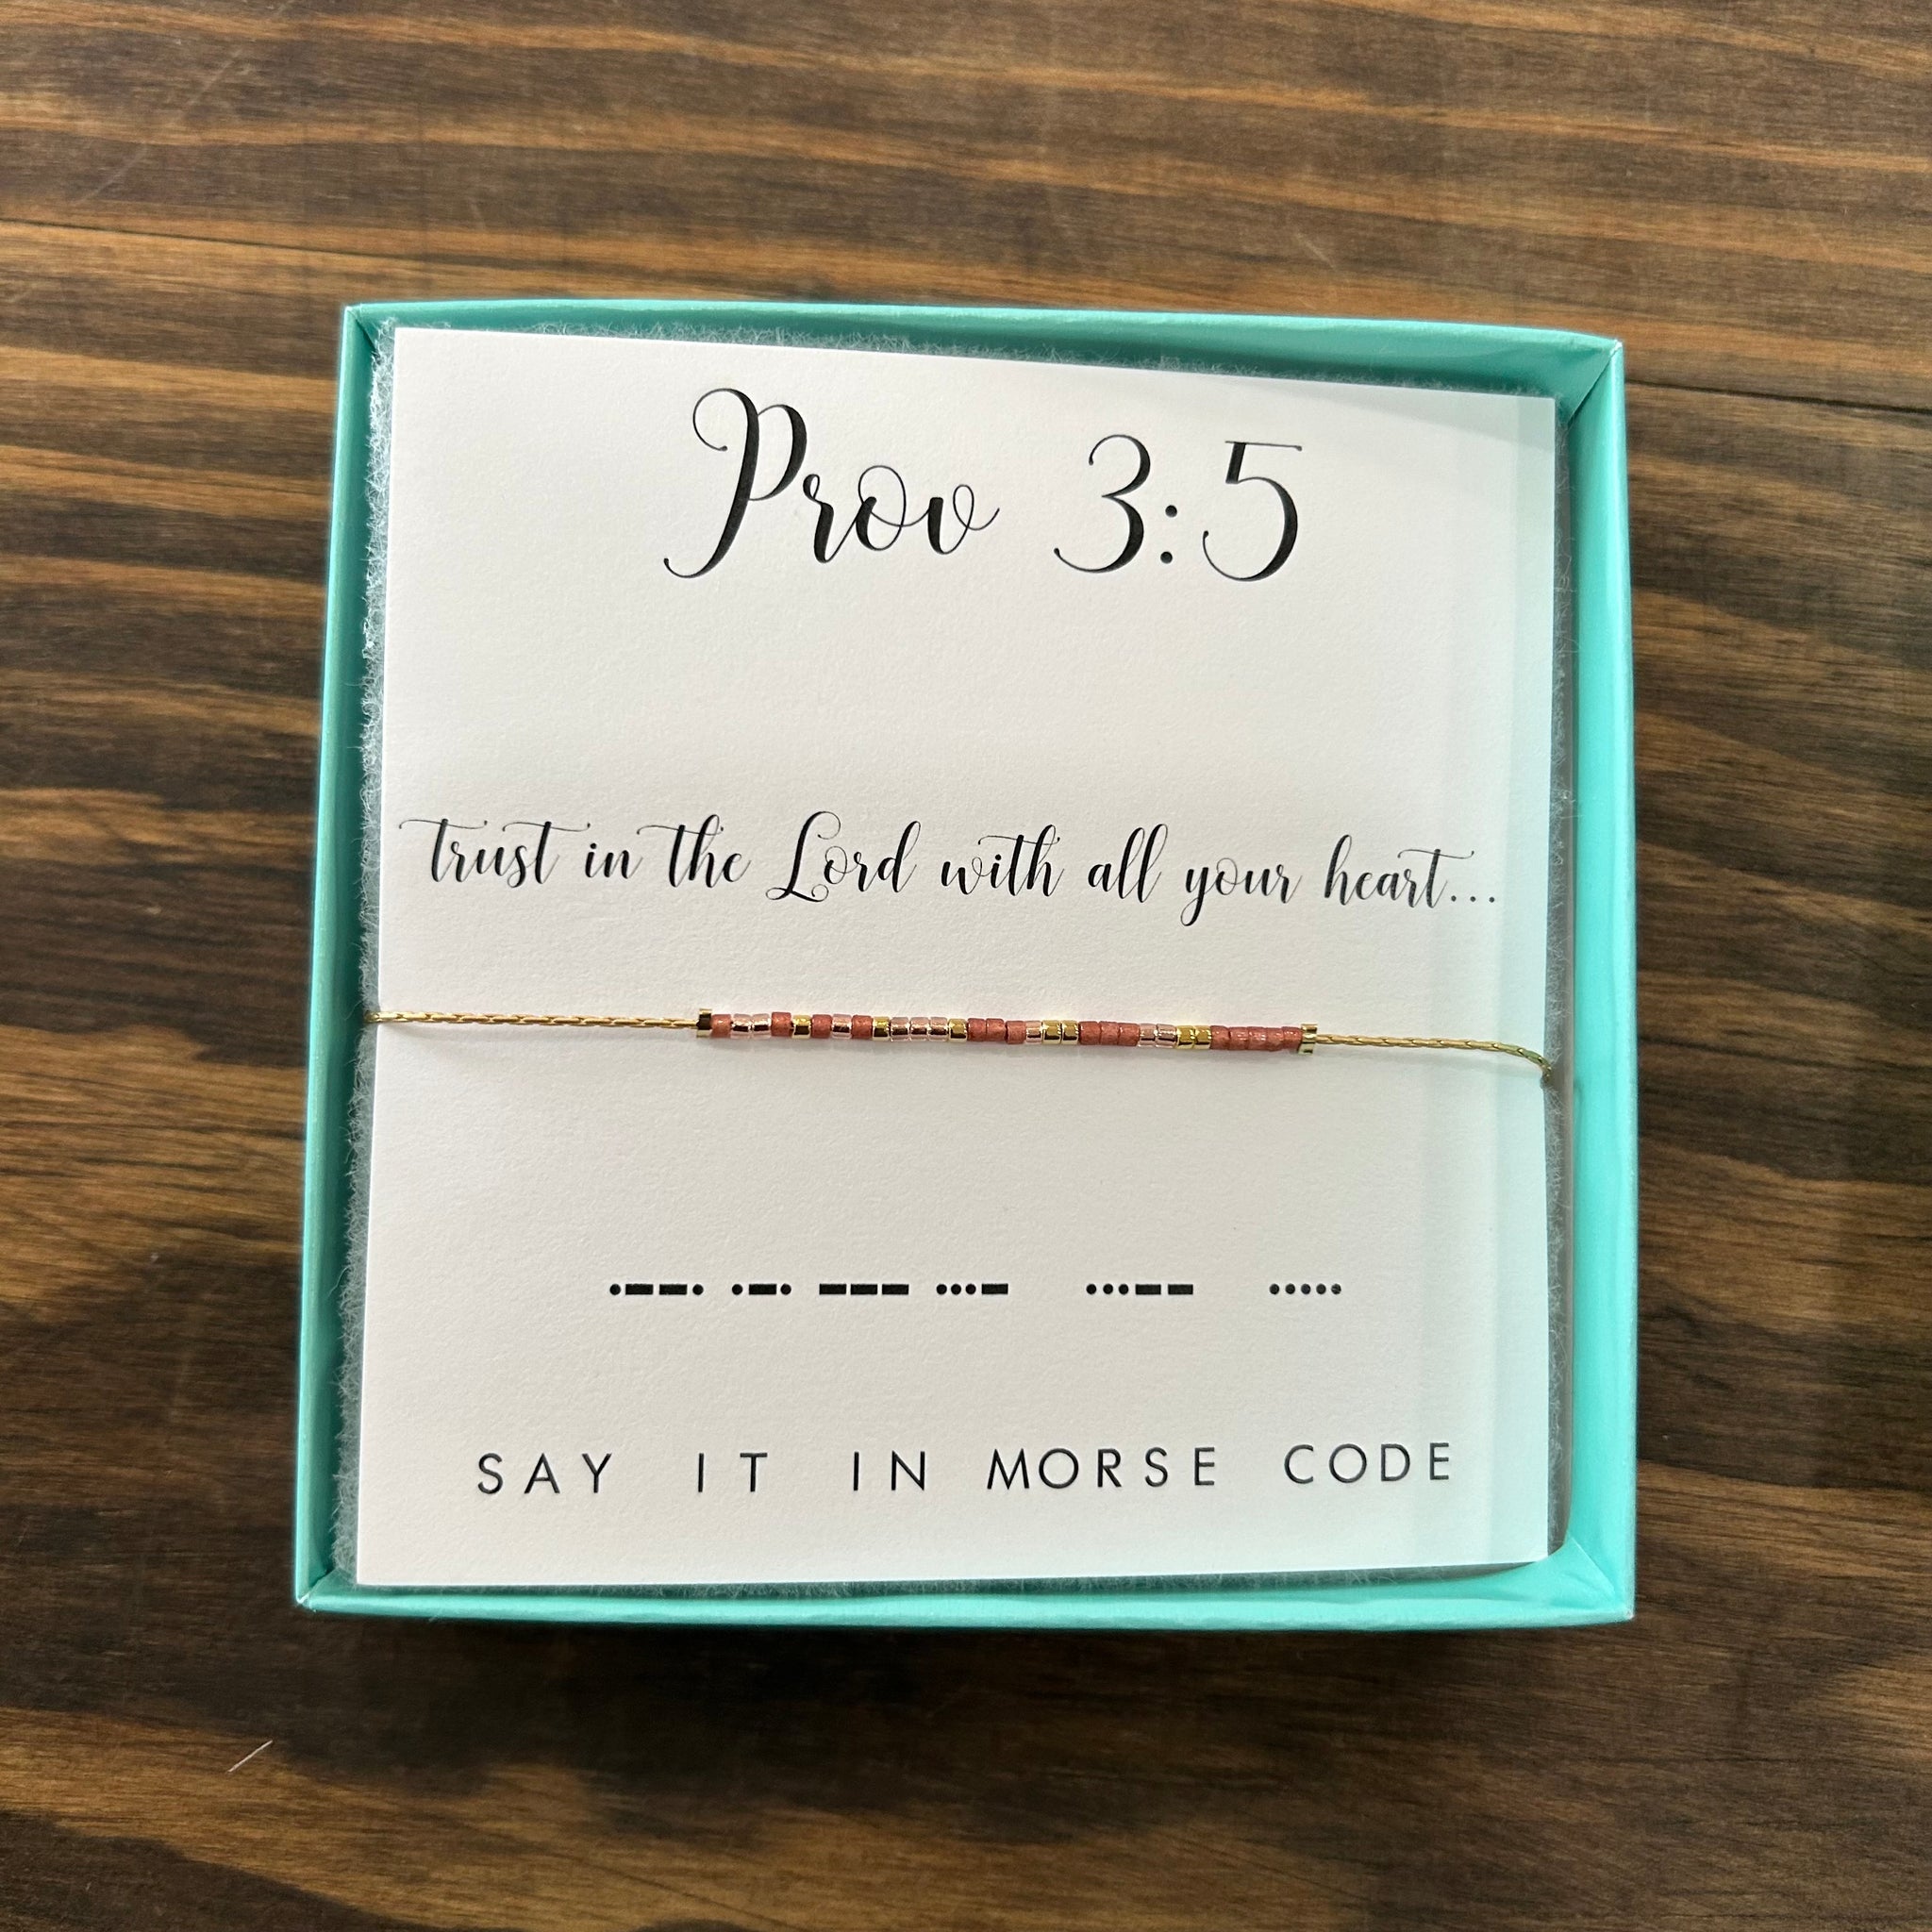 Prov 3:5
trust in the Lord with all your heart...
•––• •–• ––– •••– •••–– •••••
SAY IT IN MORSE CODE